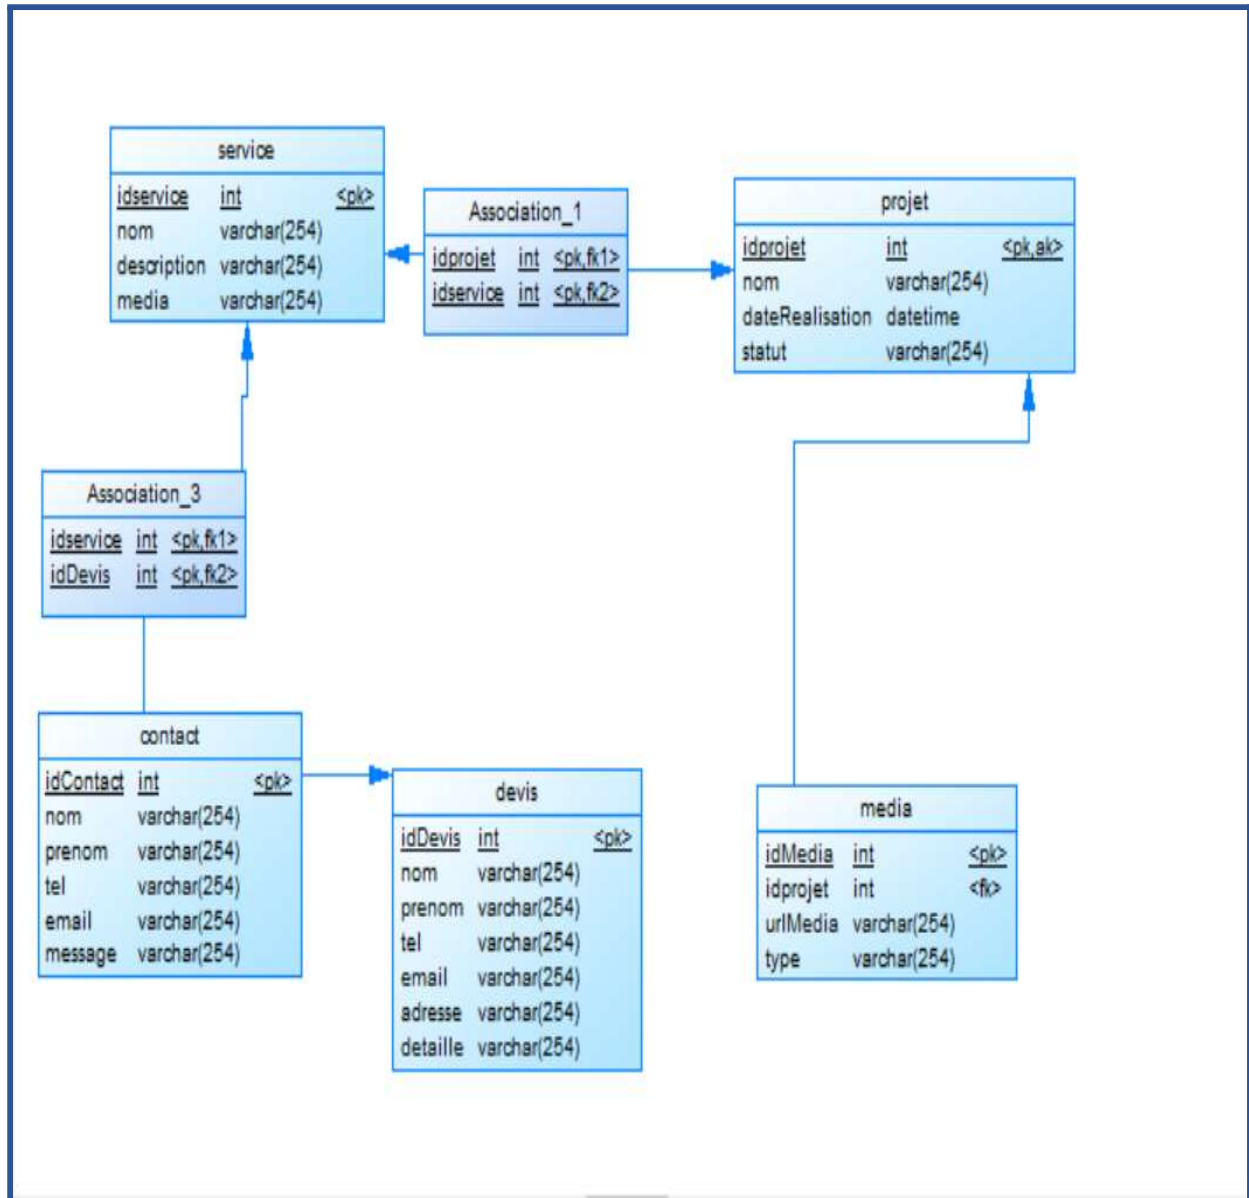 service
idservice int <pk>
nom varchar(254)
description varchar(254)
media varchar(254)
Association_1
idprojet int <pk,fk1>
idservice int <pk,fk2>
projet
idprojet int <pk,ak>
nom varchar(254)
dateRealisation datetime
statut varchar(254)
Association_3
idservice int <pk,fk1>
idDevis int <pk,fk2>
contact
idContact int <pk>
nom varchar(254)
prenom varchar(254)
tel varchar(254)
email varchar(254)
message varchar(254)
devis
idDevis int <pk>
nom varchar(254)
prenom varchar(254)
tel varchar(254)
email varchar(254)
adresse varchar(254)
detaille varchar(254)
media
idMedia int <pk>
idprojet int <fk>
urlMedia varchar(254)
type varchar(254)